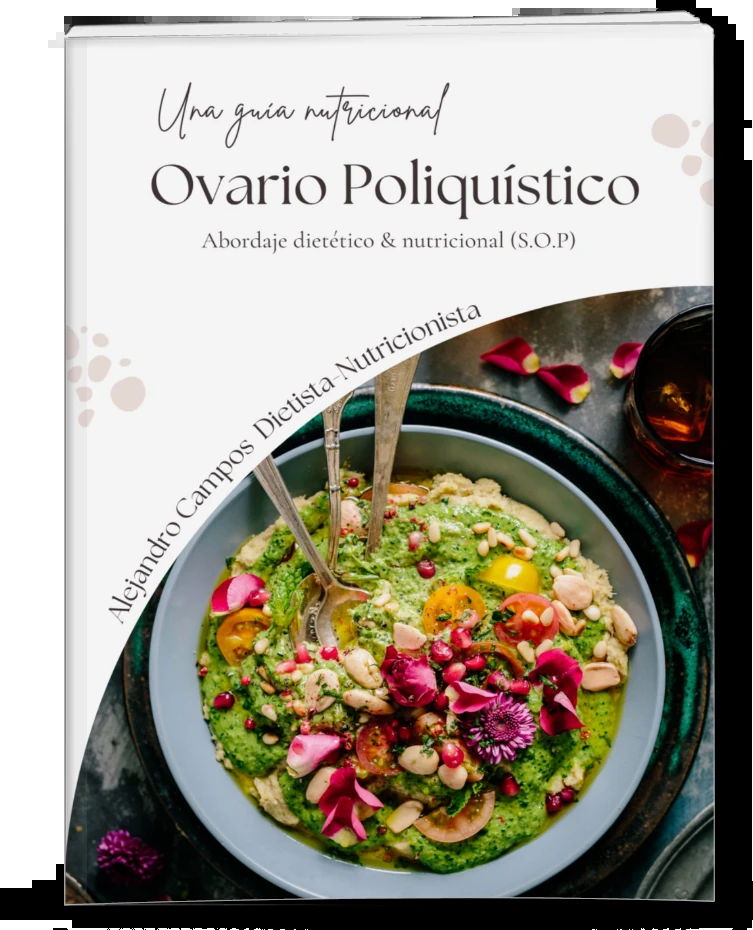 Una guía nutricional
Ovario Poliquístico
Abordaje dietético & nutricional (S.O.P)
Alejandro Campos Dietista-Nutricionista